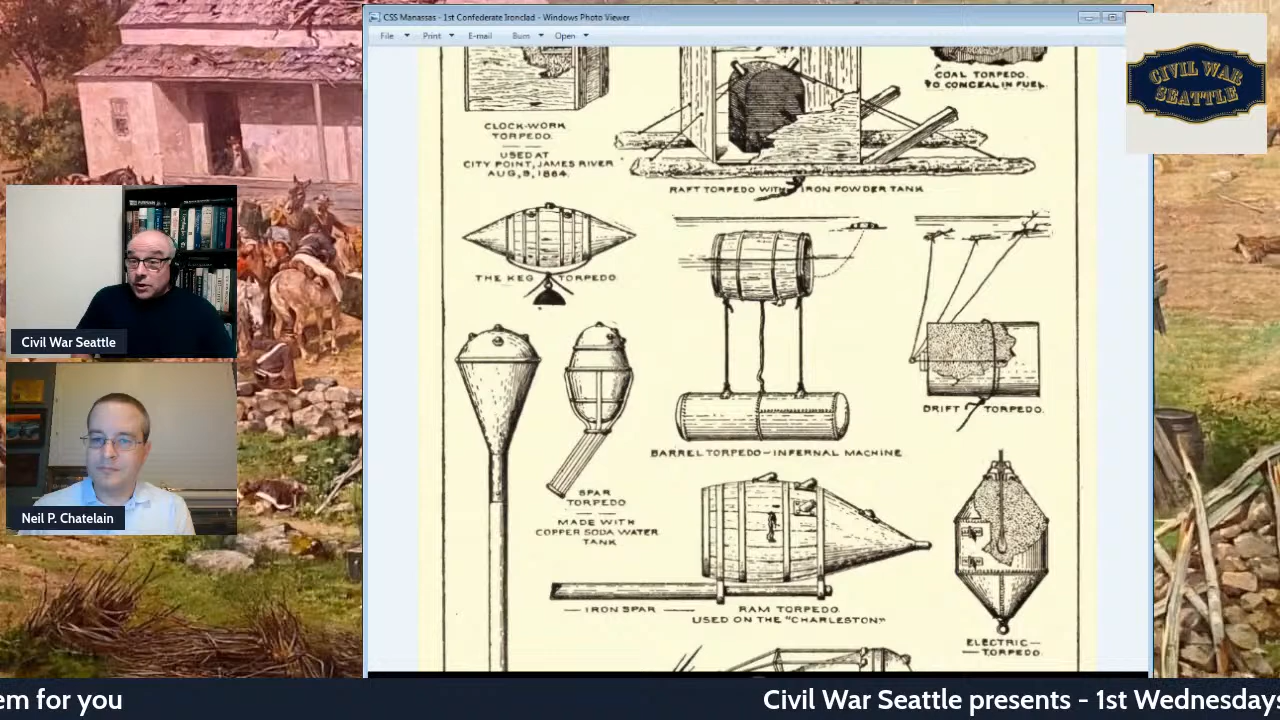 CSS Manassas - 1st Confederate Ironclad - Windows Photo Viewer
File Print E-mail Burn Open
CIVIL WAR
SEATTLE
COAL TORPEDO.
TO CONCEAL IN FUEL.
CLOCK-WORK
TORPEDO.
USED AT
CITY POINT, JAMES RIVER
AUG, 9, 1864.
RAFT TORPEDO WITH IRON POWDER TANK
THE KEG TORPEDO.
DRIFT TORPEDO.
BARREL TORPEDO-INFERNAL MACHINE
SPAR
TORPEDO
MADE WITH
COPPER SODA WATER
TANK
IRON SPAR
RAM TORPEDO.
USED ON THE "CHARLESTON"
ELECTRIC-
TORPEDO.
Civil War Seattle
Neil P. Chatelain
em for you
Civil War Seattle presents - 1st Wednesdays